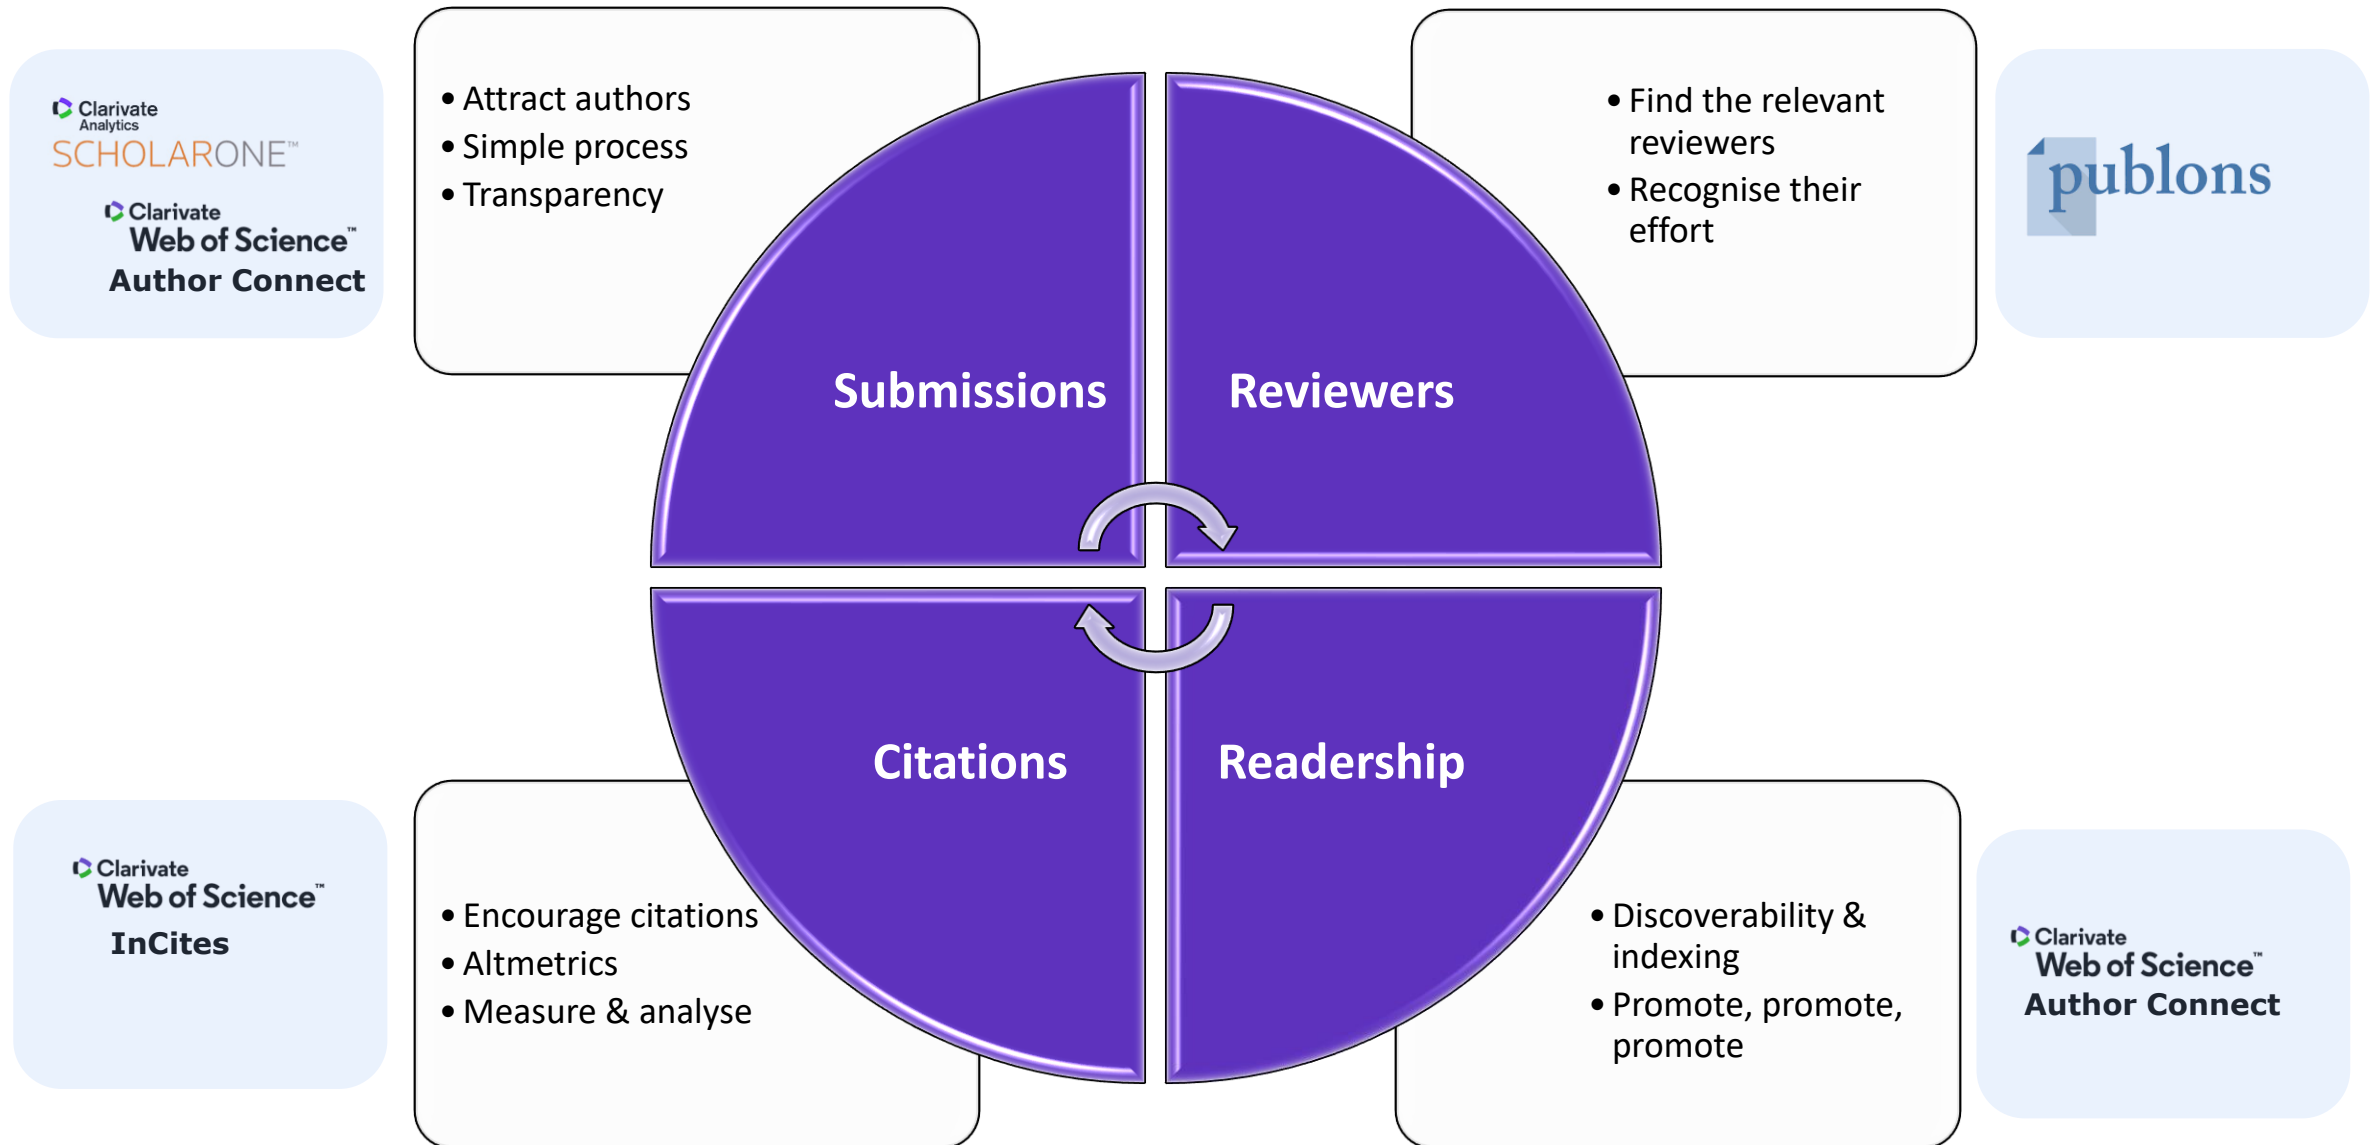 Clarivate
Analytics
SCHOLARONE™
Clarivate
Web of Science™
Author Connect
• Attract authors
• Simple process
• Transparency
Submissions
Reviewers
• Find the relevant
reviewers
• Recognise their
effort
publons
Clarivate
Web of Science™
InCites
• Encourage citations
• Altmetrics
• Measure & analyse
Citations
Readership
• Discoverability &
indexing
• Promote, promote,
promote
Clarivate
Web of Science™
Author Connect